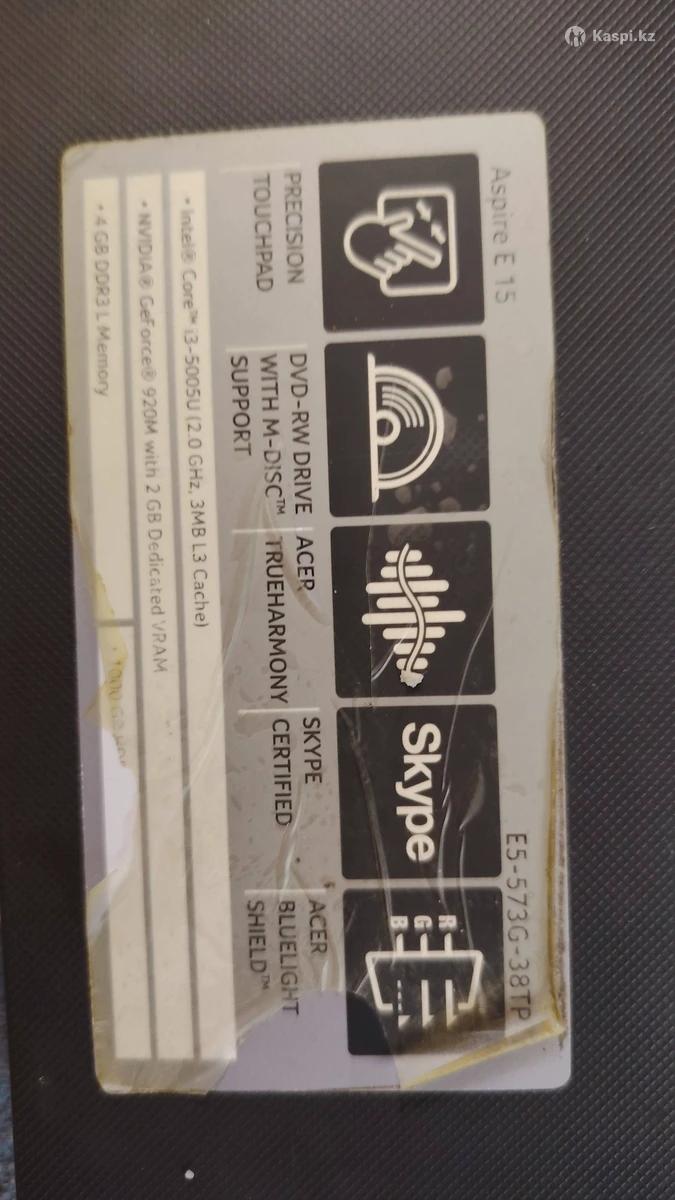 Kaspi.kz
Aspire E 15
E5-573G-38TP
Skype
B G R
PRECISION
TOUCHPAD
DVD-RW DRIVE
WITH M-DISC™
SUPPORT
ACER
TRUEHARMONY
SKYPE
CERTIFIED
ACER
BLUELIGHT
SHIELD™
• Intel® Core™ i3-5005U (2.0 GHz, 3MB L3 Cache)
• NVIDIA® GeForce® 920M with 2 GB Dedicated VRAM
• 4 GB DDR3 L Memory